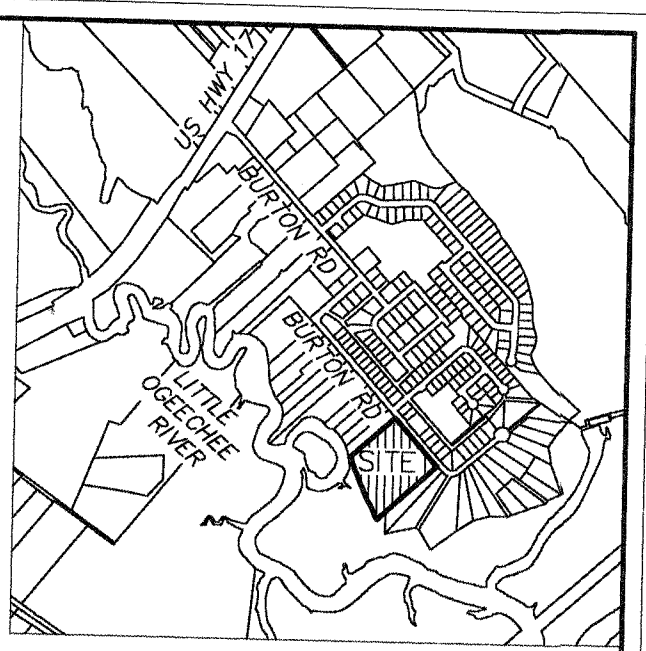 US HWY 17
BURTON RD
BURTON RD
LITTLE
OGEECHEE
RIVER
SITE